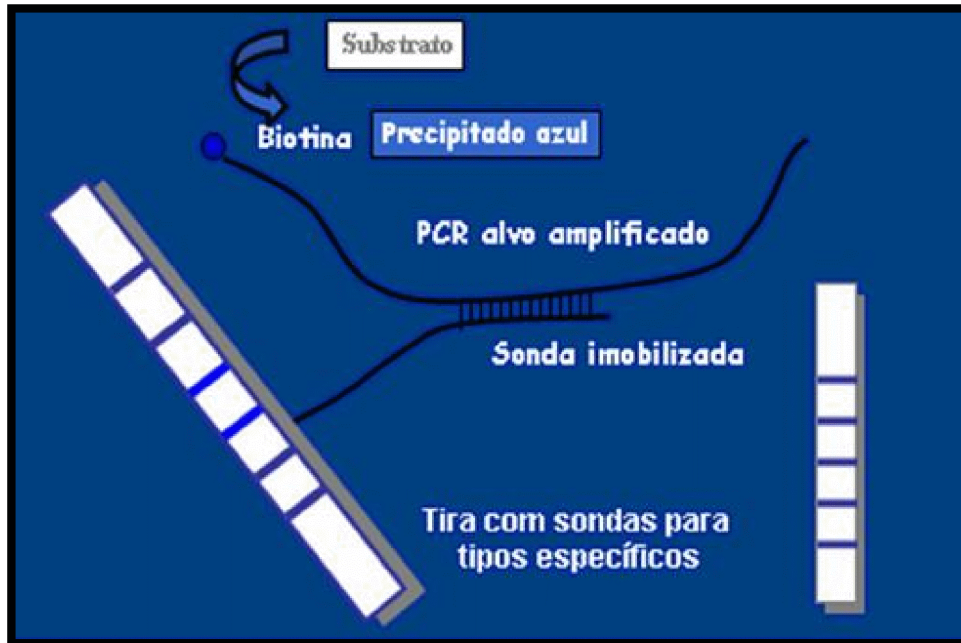 Substrato
Biotina
Precipitado azul
PCR alvo amplificado
Sonda imobilizada
Tira com sondas para
tipos específicos